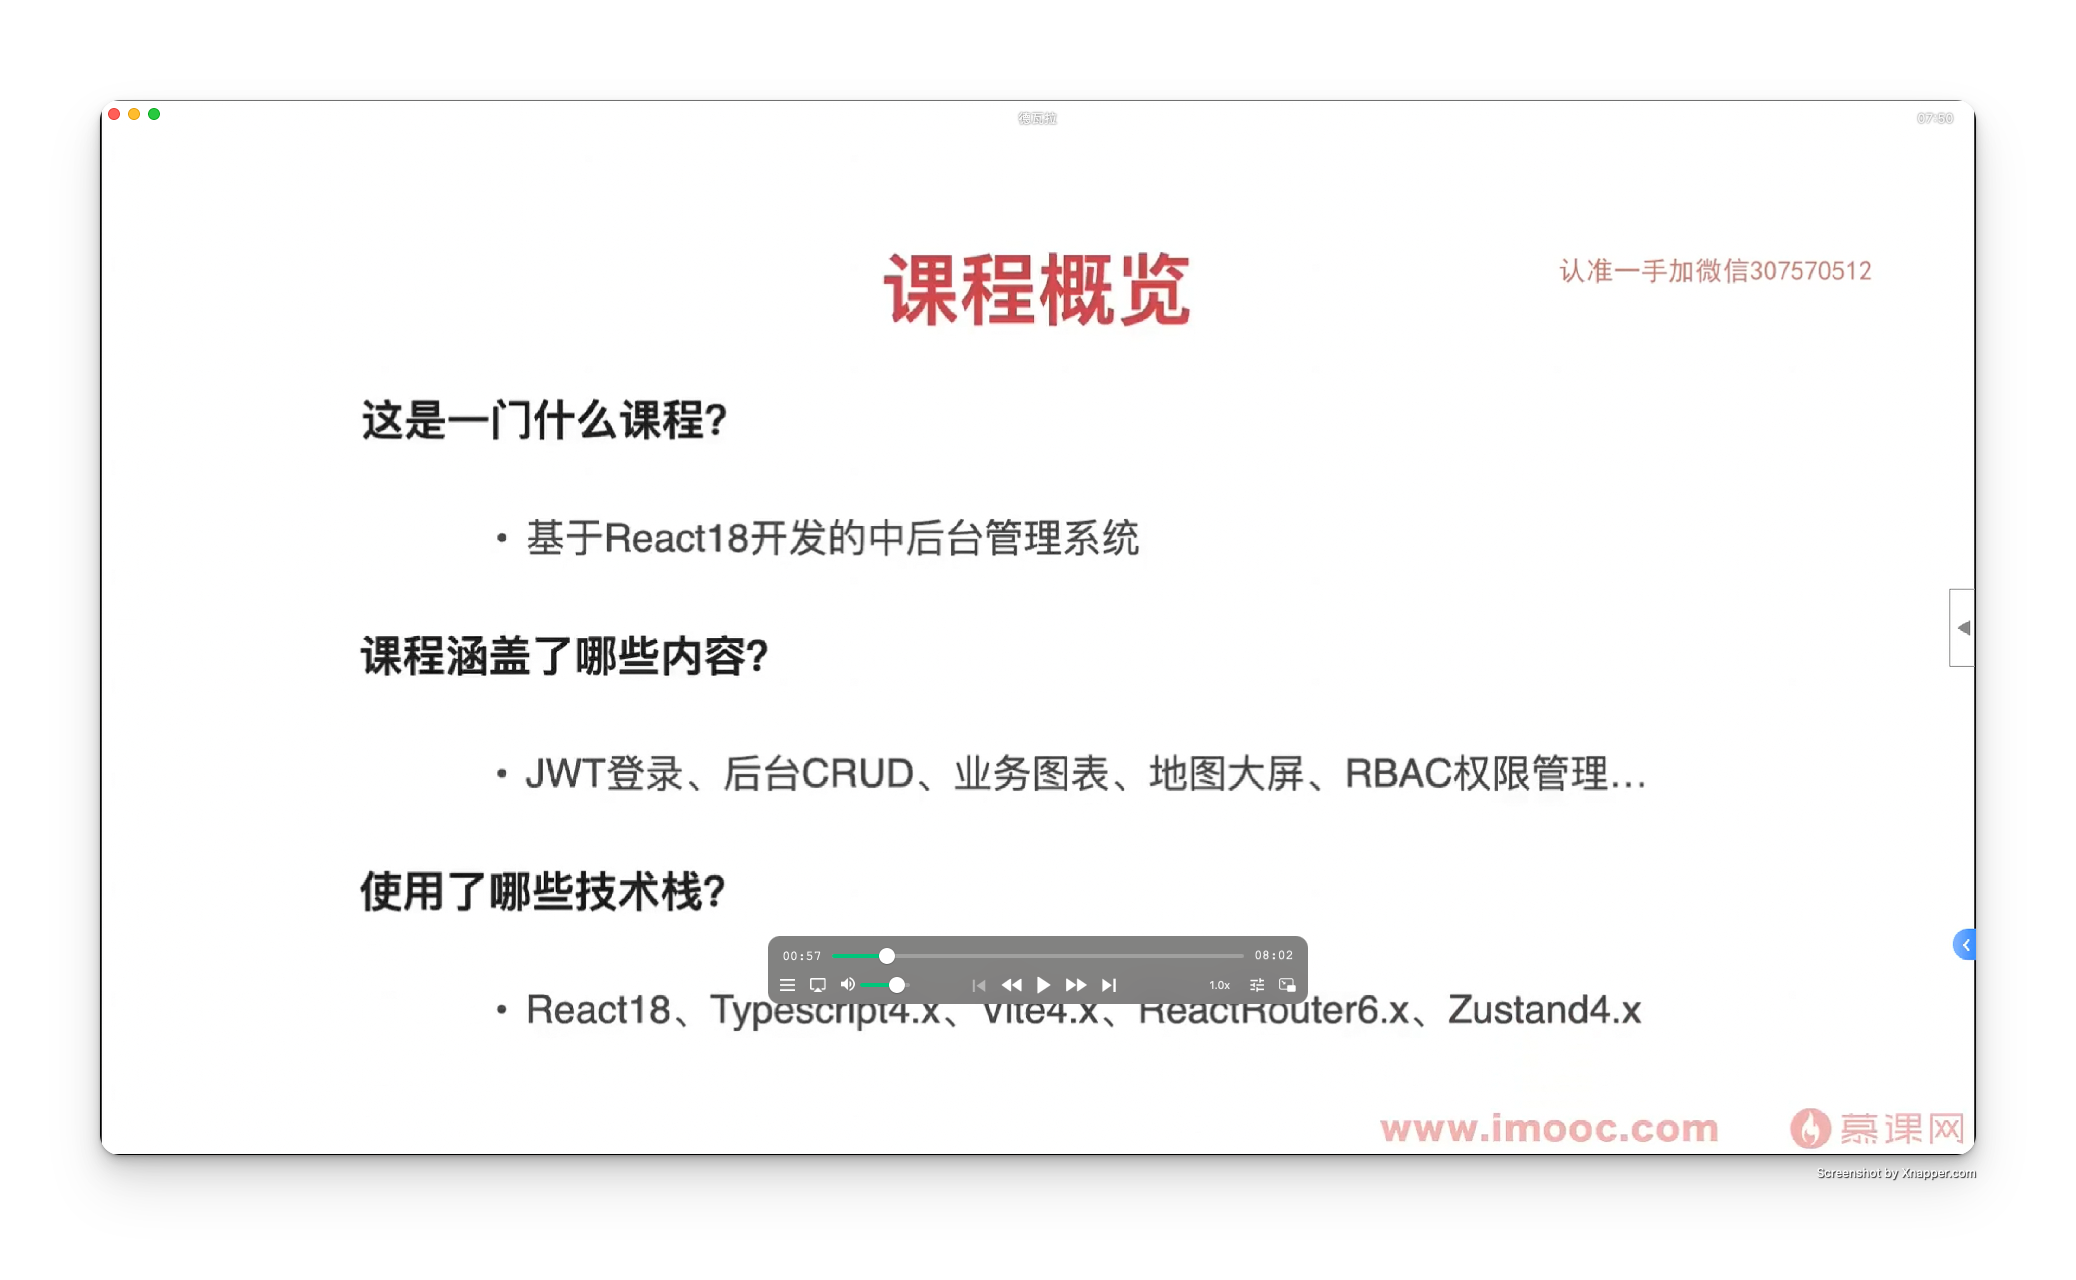 德瓦拉
07:50
课程概览
认准一手加微信307570512
这是一门什么课程?
• 基于React18开发的中后台管理系统
课程涵盖了哪些内容?
• JWT登录、后台CRUD、业务图表、地图大屏、RBAC权限管理...
使用了哪些技术栈?
00:57
08:02
1.0x
• React18、Typescript4.x、Vite4.x、ReactRouter6.x、Zustand4.x
www.imooc.com
慕课网
Screenshot by Xnapper.com